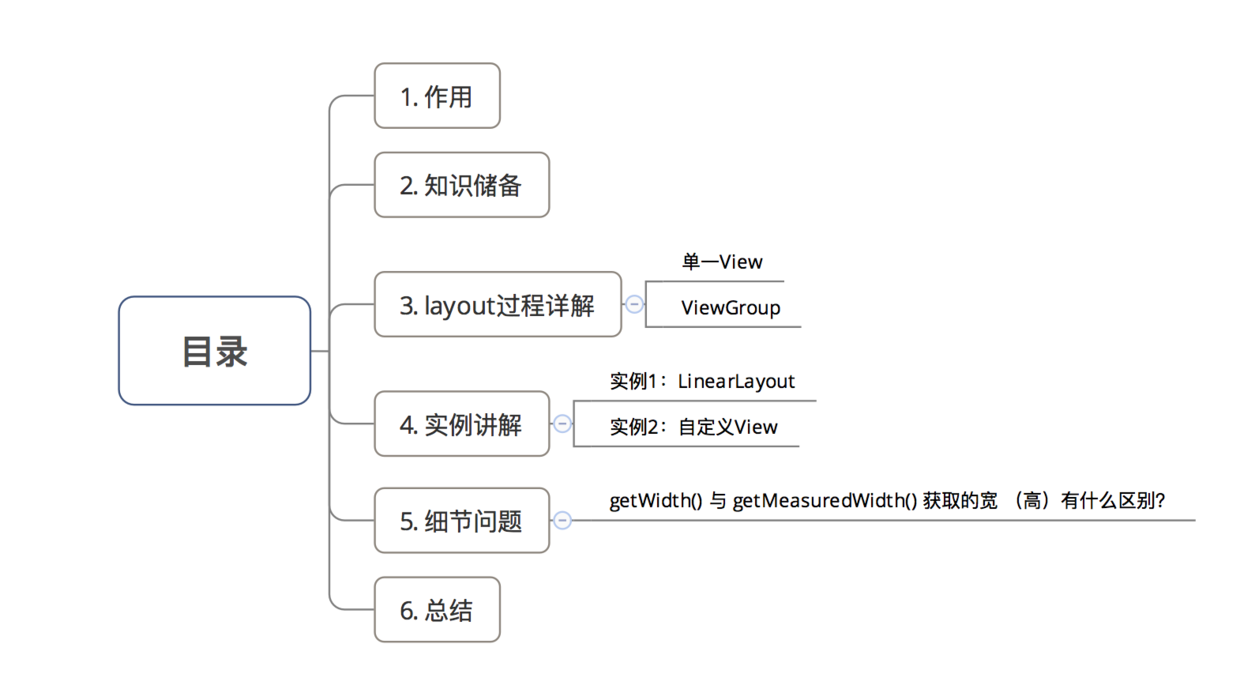 目录
1. 作用
2. 知识储备
3. layout过程详解
单一View
ViewGroup
4. 实例讲解
实例1：LinearLayout
实例2：自定义View
5. 细节问题
getWidth() 与 getMeasuredWidth() 获取的宽 （高）有什么区别？
6. 总结